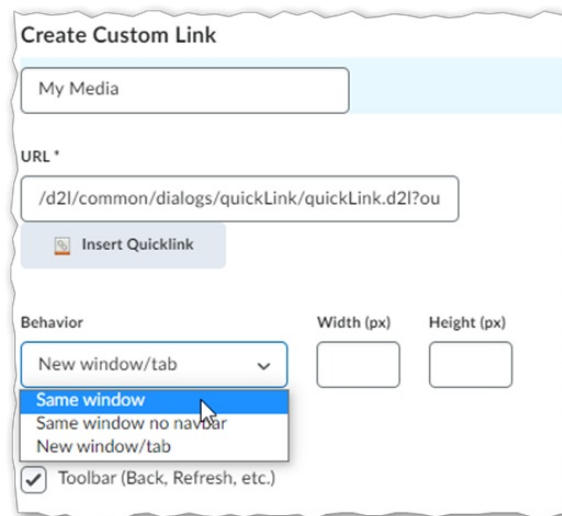 Create Custom Link
My Media
URL *
/d2l/common/dialogs/quickLink/quickLink.d2l?ou
Insert Quicklink
Behavior Width (px) Height (px)
New window/tab
Same window
Same window no navbar
New window/tab
Toolbar (Back, Refresh, etc.)